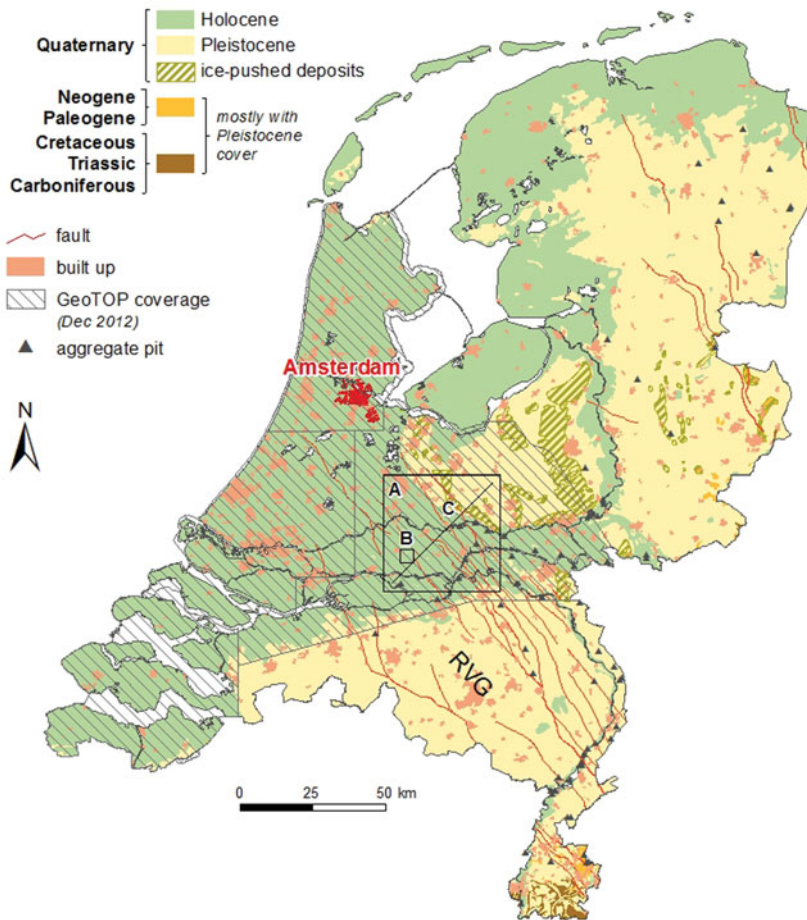 Quaternary
Holocene
Pleistocene
ice-pushed deposits
Neogene
Paleogene
Cretaceous
Triassic
Carboniferous
mostly with
Pleistocene
cover
fault
built up
GeoTOP coverage
(Dec 2012)
aggregate pit
N
Amsterdam
A
C
B
RVG
0 25 50 km